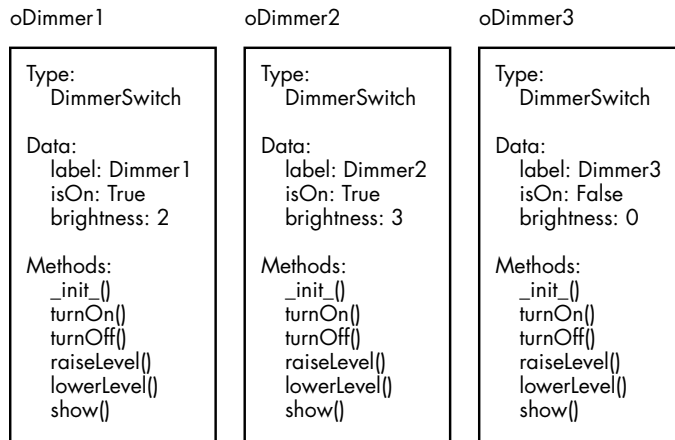 oDimmer1
Type:
DimmerSwitch
Data:
label: Dimmer1
isOn: True
brightness: 2
Methods:
_init_()
turnOn()
turnOff()
raiseLevel()
lowerLevel()
show()
oDimmer2
Type:
DimmerSwitch
Data:
label: Dimmer2
isOn: True
brightness: 3
Methods:
_init_()
turnOn()
turnOff()
raiseLevel()
lowerLevel()
show()
oDimmer3
Type:
DimmerSwitch
Data:
label: Dimmer3
isOn: False
brightness: 0
Methods:
_init_()
turnOn()
turnOff()
raiseLevel()
lowerLevel()
show()